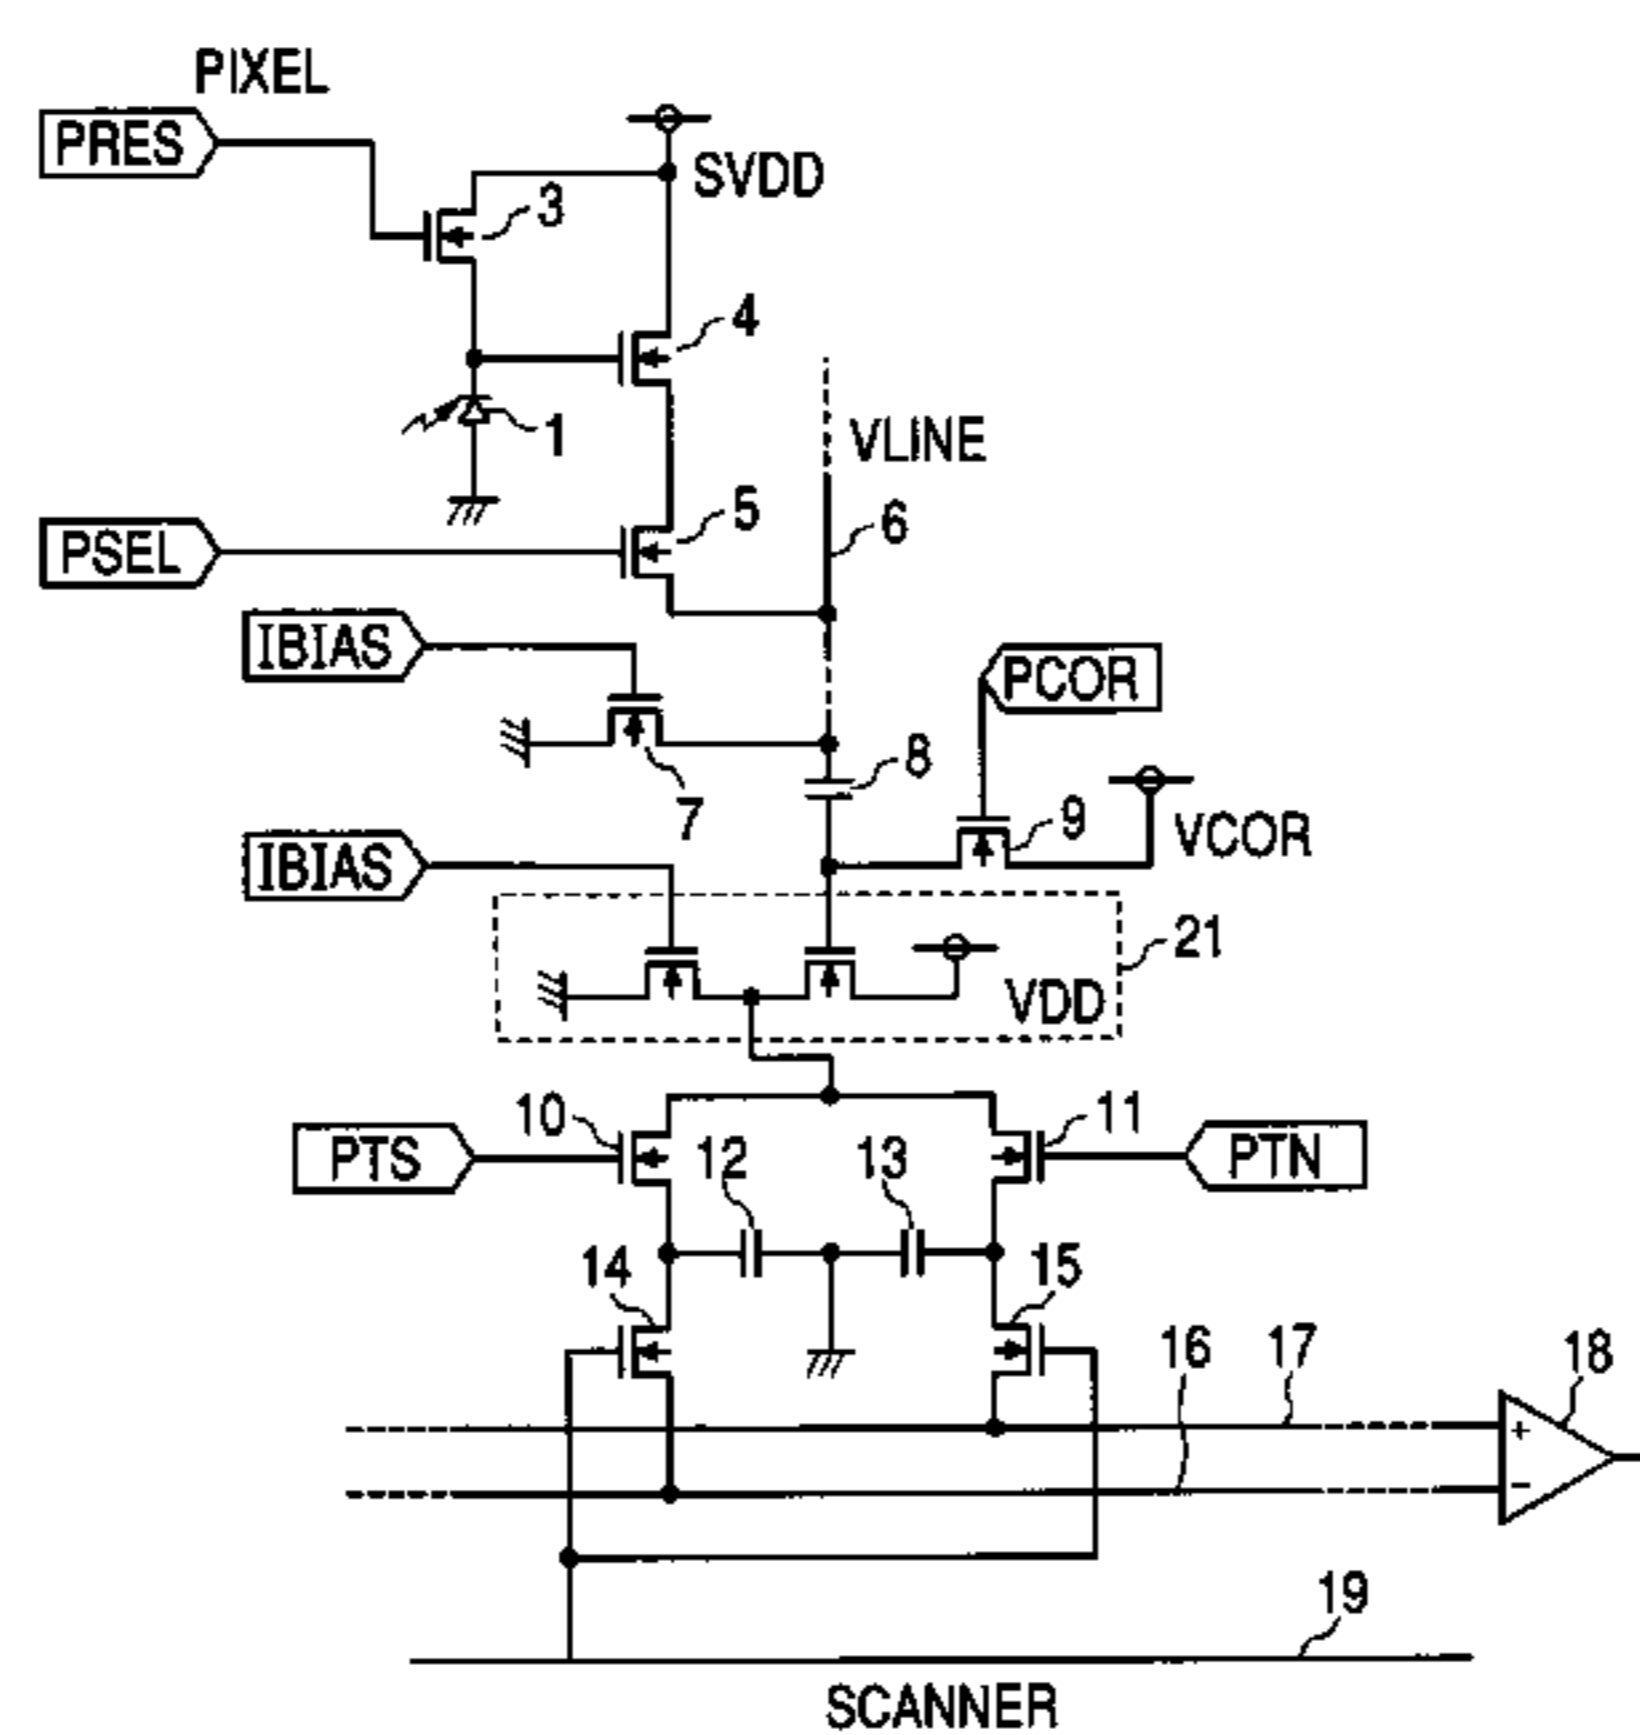 PIXEL
PRES
SVDD
3
4
1
VLINE
5
6
PSEL
IBIAS
PCOR
8
7
9
VCOR
IBIAS
21
VDD
10
11
PTS
12
13
PTN
14
15
16
17
18
+
-
19
SCANNER